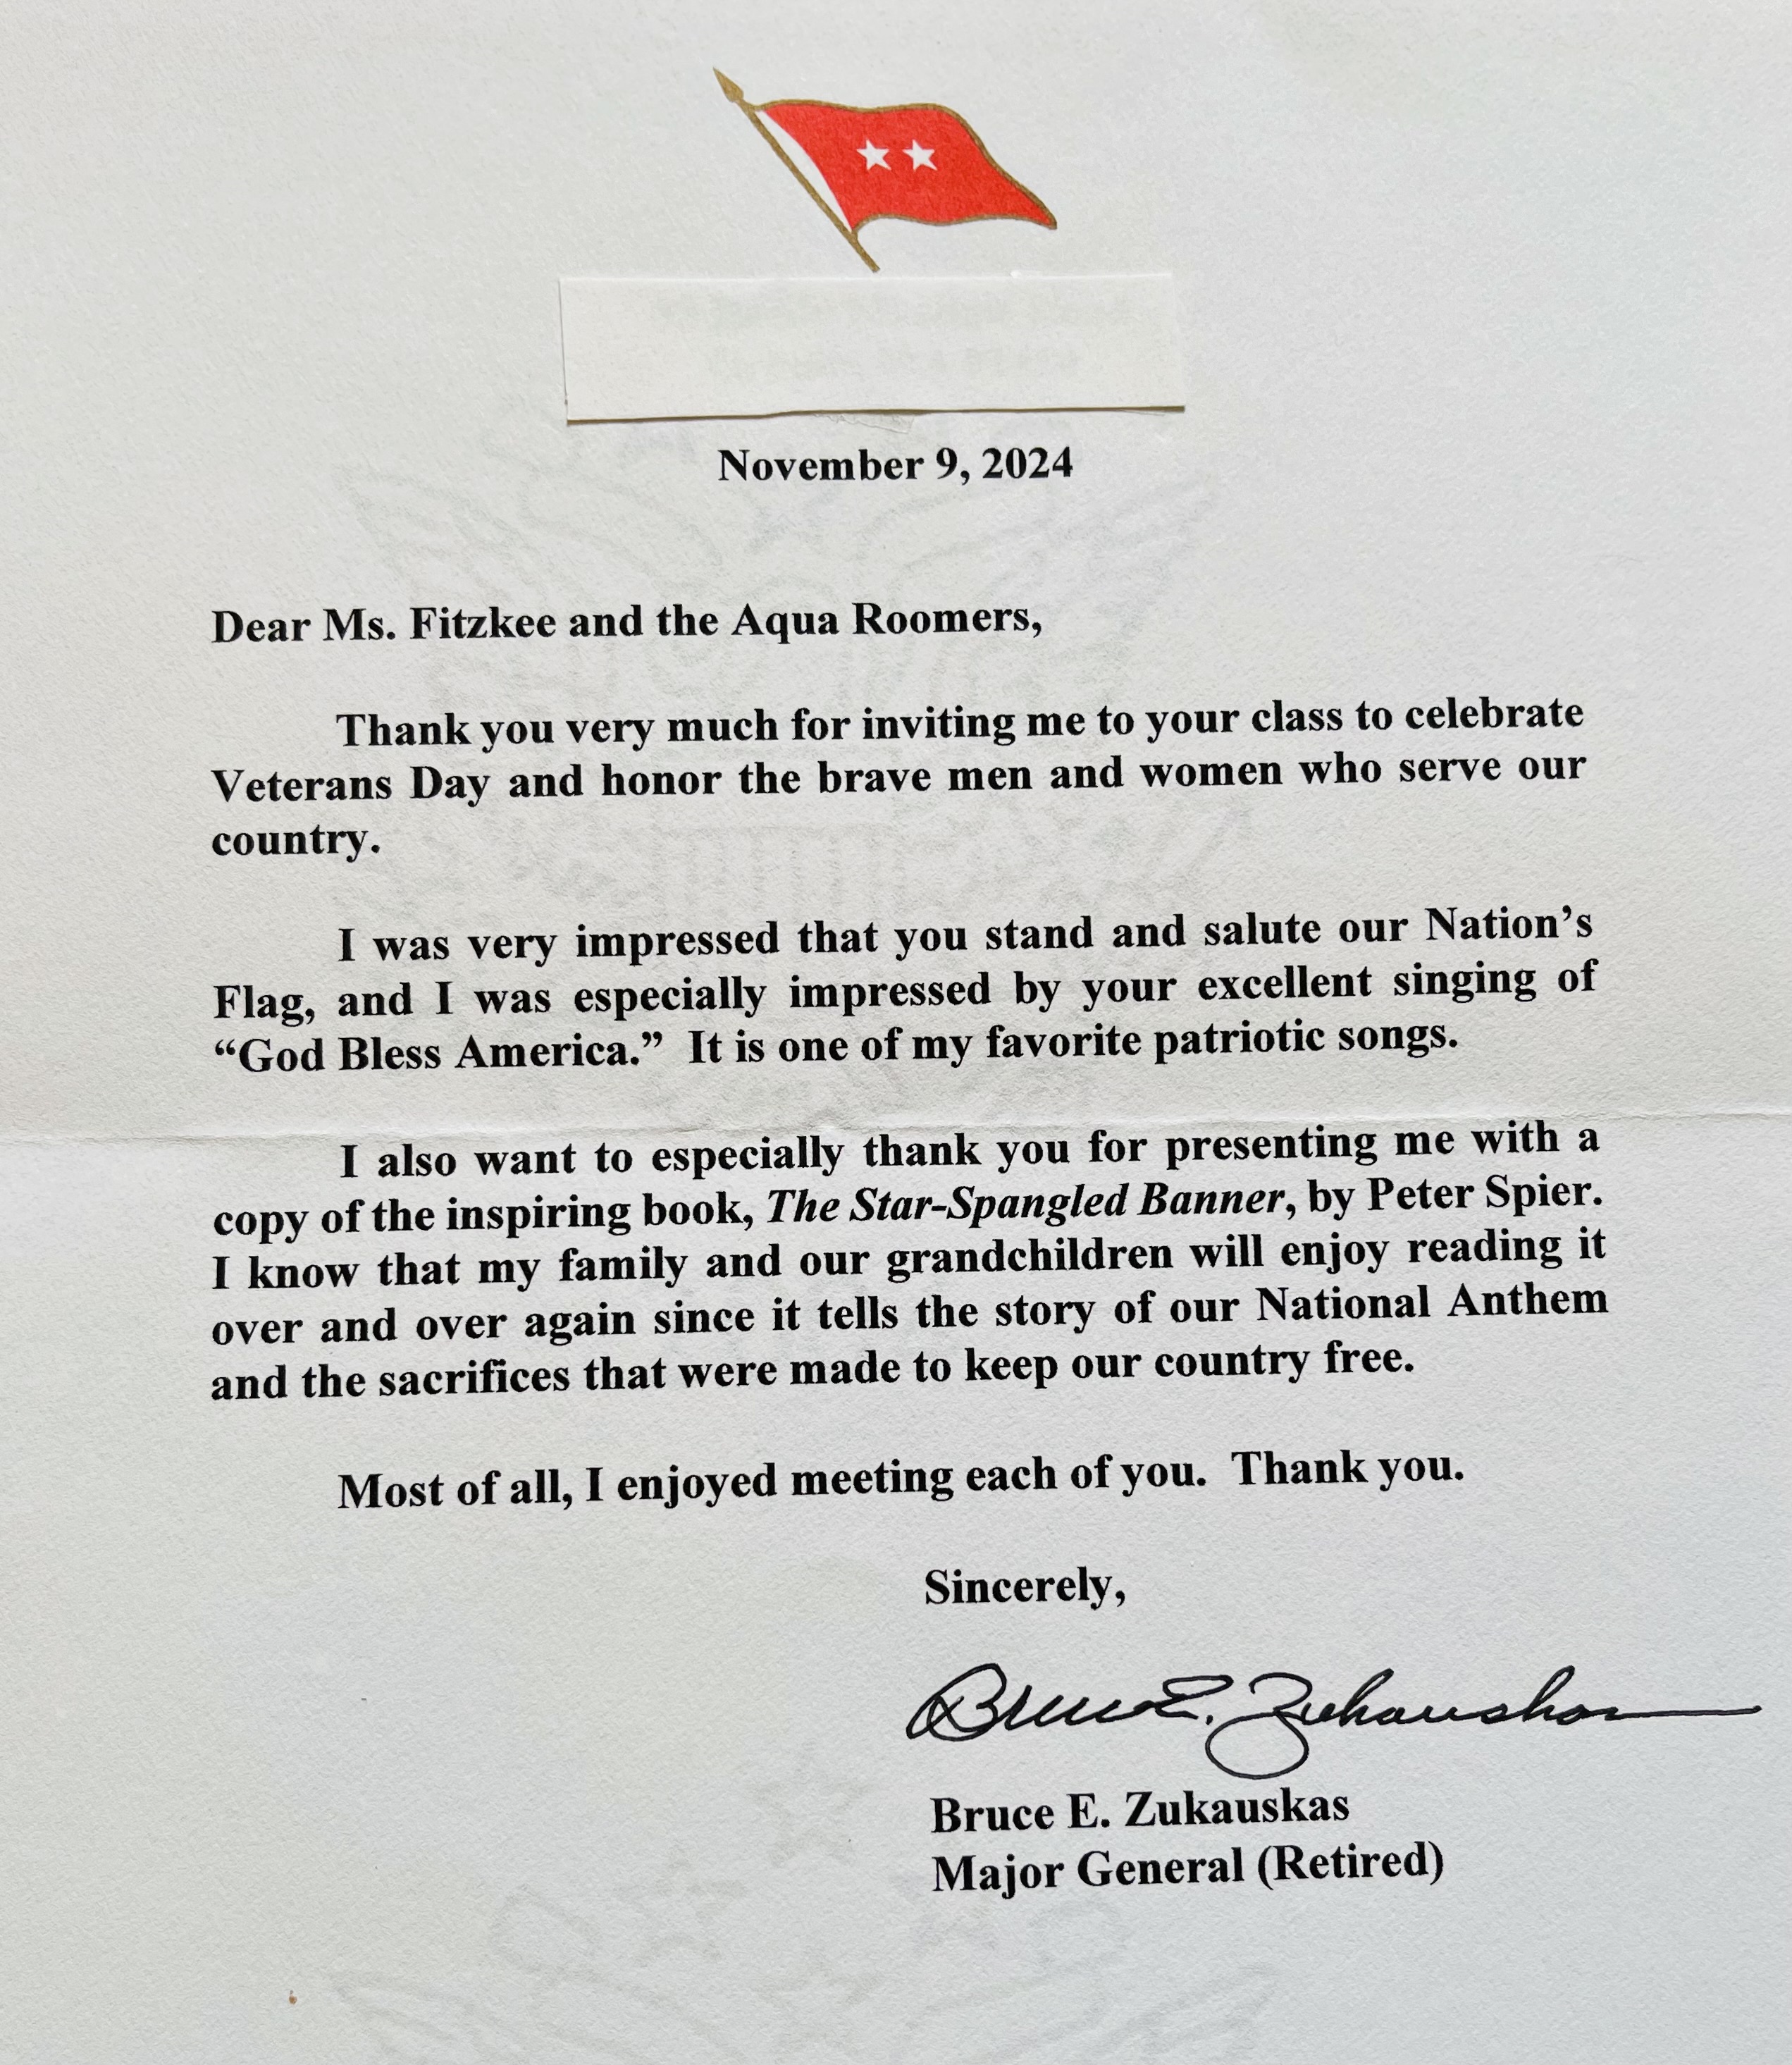 November 9, 2024
Dear Ms. Fitzkee and the Aqua Roomers,
Thank you very much for inviting me to your class to celebrate
Veterans Day and honor the brave men and women who serve our
country.
I was very impressed that you stand and salute our Nation’s
Flag, and I was especially impressed by your excellent singing of
“God Bless America.”  It is one of my favorite patriotic songs.
I also want to especially thank you for presenting me with a
copy of the inspiring book, The Star-Spangled Banner, by Peter Spier.
I know that my family and our grandchildren will enjoy reading it
over and over again since it tells the story of our National Anthem
and the sacrifices that were made to keep our country free.
Most of all, I enjoyed meeting each of you.  Thank you.
Sincerely,
Bruce E. Zukauskas
Bruce E. Zukauskas
Major General (Retired)